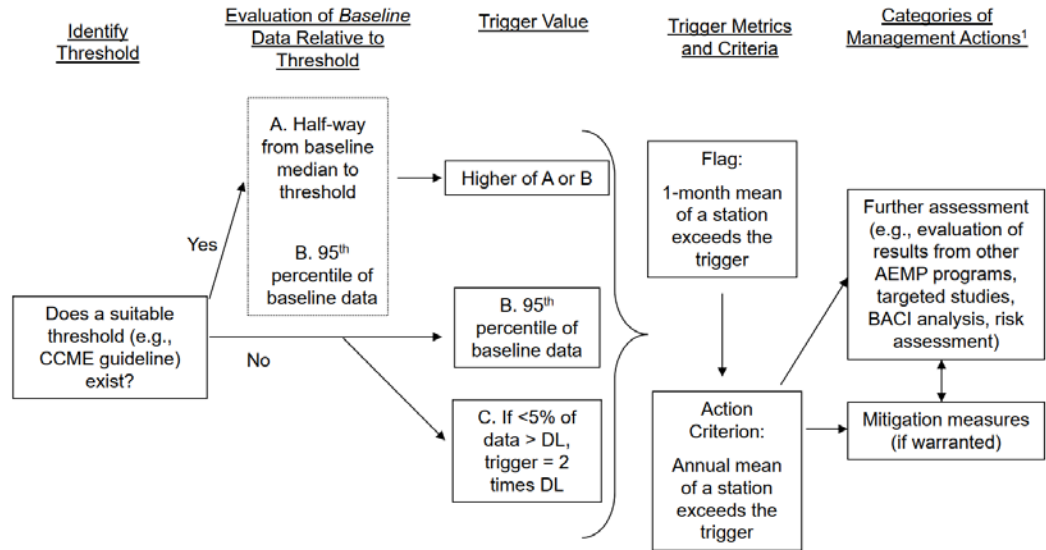 Identify
Threshold
Evaluation of Baseline
Data Relative to
Threshold
Trigger Value
Trigger Metrics
and Criteria
Categories of
Management Actions¹
Does a suitable
threshold (e.g.,
CCME guideline)
exist?
Yes
No
A. Half-way
from baseline
median to
threshold
B. 95th
percentile of
baseline data
Higher of A or B
B. 95th
percentile of
baseline data
C. If <5% of
data > DL,
trigger = 2
times DL
Flag:
1-month mean
of a station
exceeds the
trigger
Action
Criterion:
Annual mean
of a station
exceeds the
trigger
Further assessment
(e.g., evaluation of
results from other
AEMP programs,
targeted studies,
BACI analysis, risk
assessment)
Mitigation measures
(if warranted)